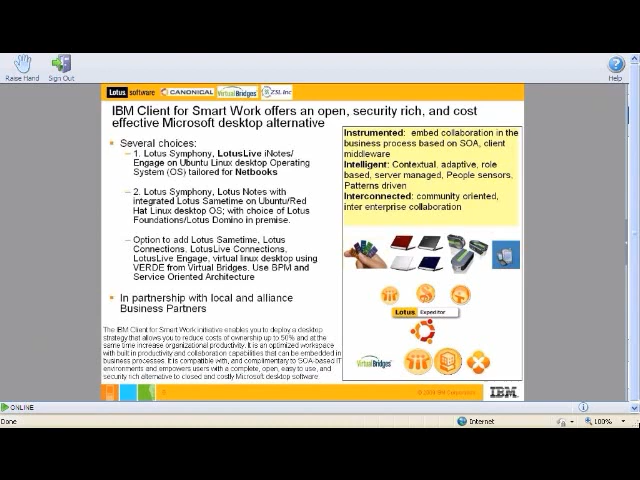 Raise Hand
Sign Out
Help
Lotus software
CANONICAL
VirtualBridges
ZSL Inc
IBM Client for Smart Work offers an open, security rich, and cost
effective Microsoft desktop alternative
Several choices:
– 1. Lotus Symphony, LotusLive iNotes/
Engage on Ubuntu Linux desktop Operating
System (OS) tailored for Netbooks
– 2. Lotus Symphony, Lotus Notes with
integrated Lotus Sametime on Ubuntu/Red
Hat Linux desktop OS; with choice of Lotus
Foundations/Lotus Domino in premise.
– Option to add Lotus Sametime, Lotus
Connections, LotusLive Connections,
LotusLive Engage, virtual linux desktop using
VERDE from Virtual Bridges. Use BPM and
Service Oriented Architecture
In partnership with local and alliance
Business Partners
The IBM Client for Smart Work initiative enables you to deploy a desktop
strategy that allows you to reduce costs of ownership up to 50% and at
the same time increase organizational productivity. It is an optimized workspace
with built in productivity and collaboration capabilities that can be embedded in
business processes. It is compatible with, and complimentary to SOA-based IT
environments and empowers users with a complete, open, easy to use, and
security rich alternative to closed and costly Microsoft desktop software.
Instrumented: embed collaboration in the
business process based on SOA, client
middleware
Intelligent: Contextual, adaptive, role
based, server managed, People sensors,
Patterns driven
Interconnected: community oriented,
inter enterprise collaboration
Lotus Expeditor
VirtualBridges
IBM Corporation
IBM
ONLINE
Done
Internet
100%